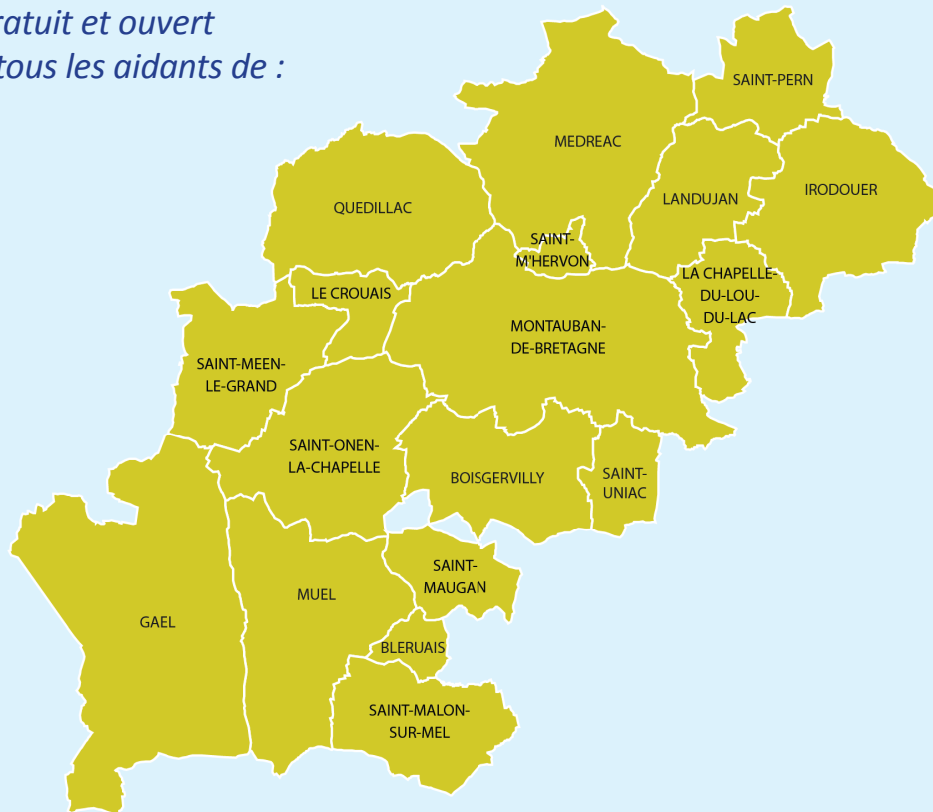 ratuit et ouvert
tous les aidants de :
SAINT-PERN
MEDREAC
IRODOUER
LANDUJAN
QUEDILLAC
SAINT-
M'HERVON
LA CHAPELLE-
DU-LOU-
DU-LAC
LE CROUAIS
MONTAUBAN-
DE-BRETAGNE
SAINT-MEEN-
LE-GRAND
SAINT-ONEN-
LA-CHAPELLE
BOISGERVILLY
SAINT-
UNIAC
SAINT-
MAUGAN
MUEL
GAEL
BLERUAIS
SAINT-MALON-
SUR-MEL